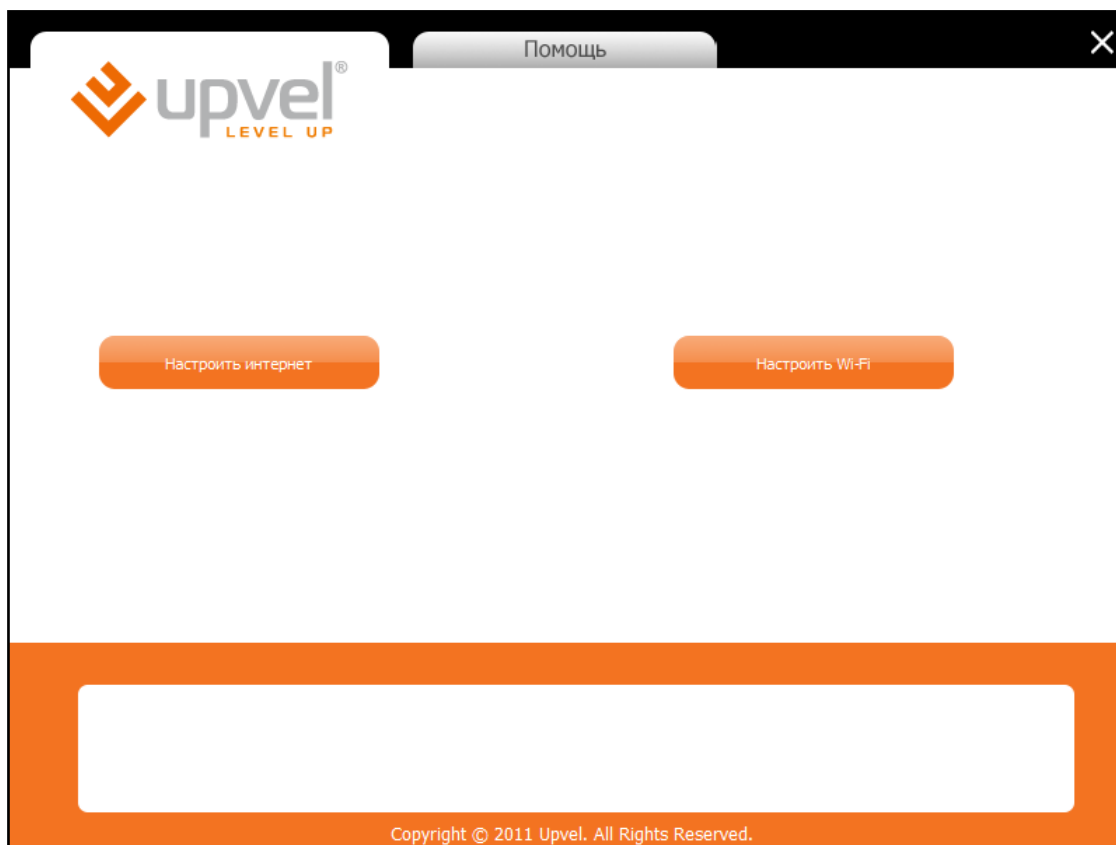 Помощь
upvel®
LEVEL UP
Настроить интернет
Настроить Wi-Fi
Copyright © 2011 Upvel. All Rights Reserved.